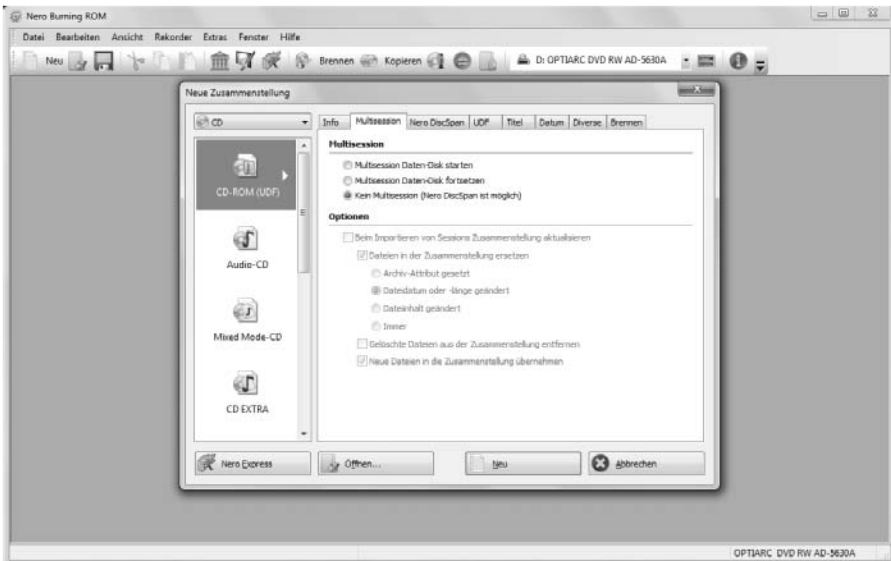 Nero Burning ROM
Datei Bearbeiten Ansicht Rekorder Extras Fenster Hilfe
Neu Brennen Kopieren D: OPTIARC DVD RW AD-5630A
Neue Zusammenstellung
CD
Info Multisession Nero DiscSpan UDF Titel Datum Diverse Brennen
CD-ROM (UDF)
Audio-CD
Mixed Mode-CD
CD EXTRA
Multisession
Multisession Daten-Disk starten
Multisession Daten-Disk fortsetzen
Kein Multisession (Nero DiscSpan ist möglich)
Optionen
Beim Importieren von Sessions Zusammenstellung aktualisieren
Dateien in der Zusammenstellung ersetzen
Archiv-Attribut gesetzt
Dateidatum oder -länge geändert
Dateinhalt geändert
Immer
Gelöschte Dateien aus der Zusammenstellung entfernen
Neue Dateien in die Zusammenstellung übernehmen
Nero Express Öffnen... Neu Abbrechen
OPTIARC DVD RW AD-5630A